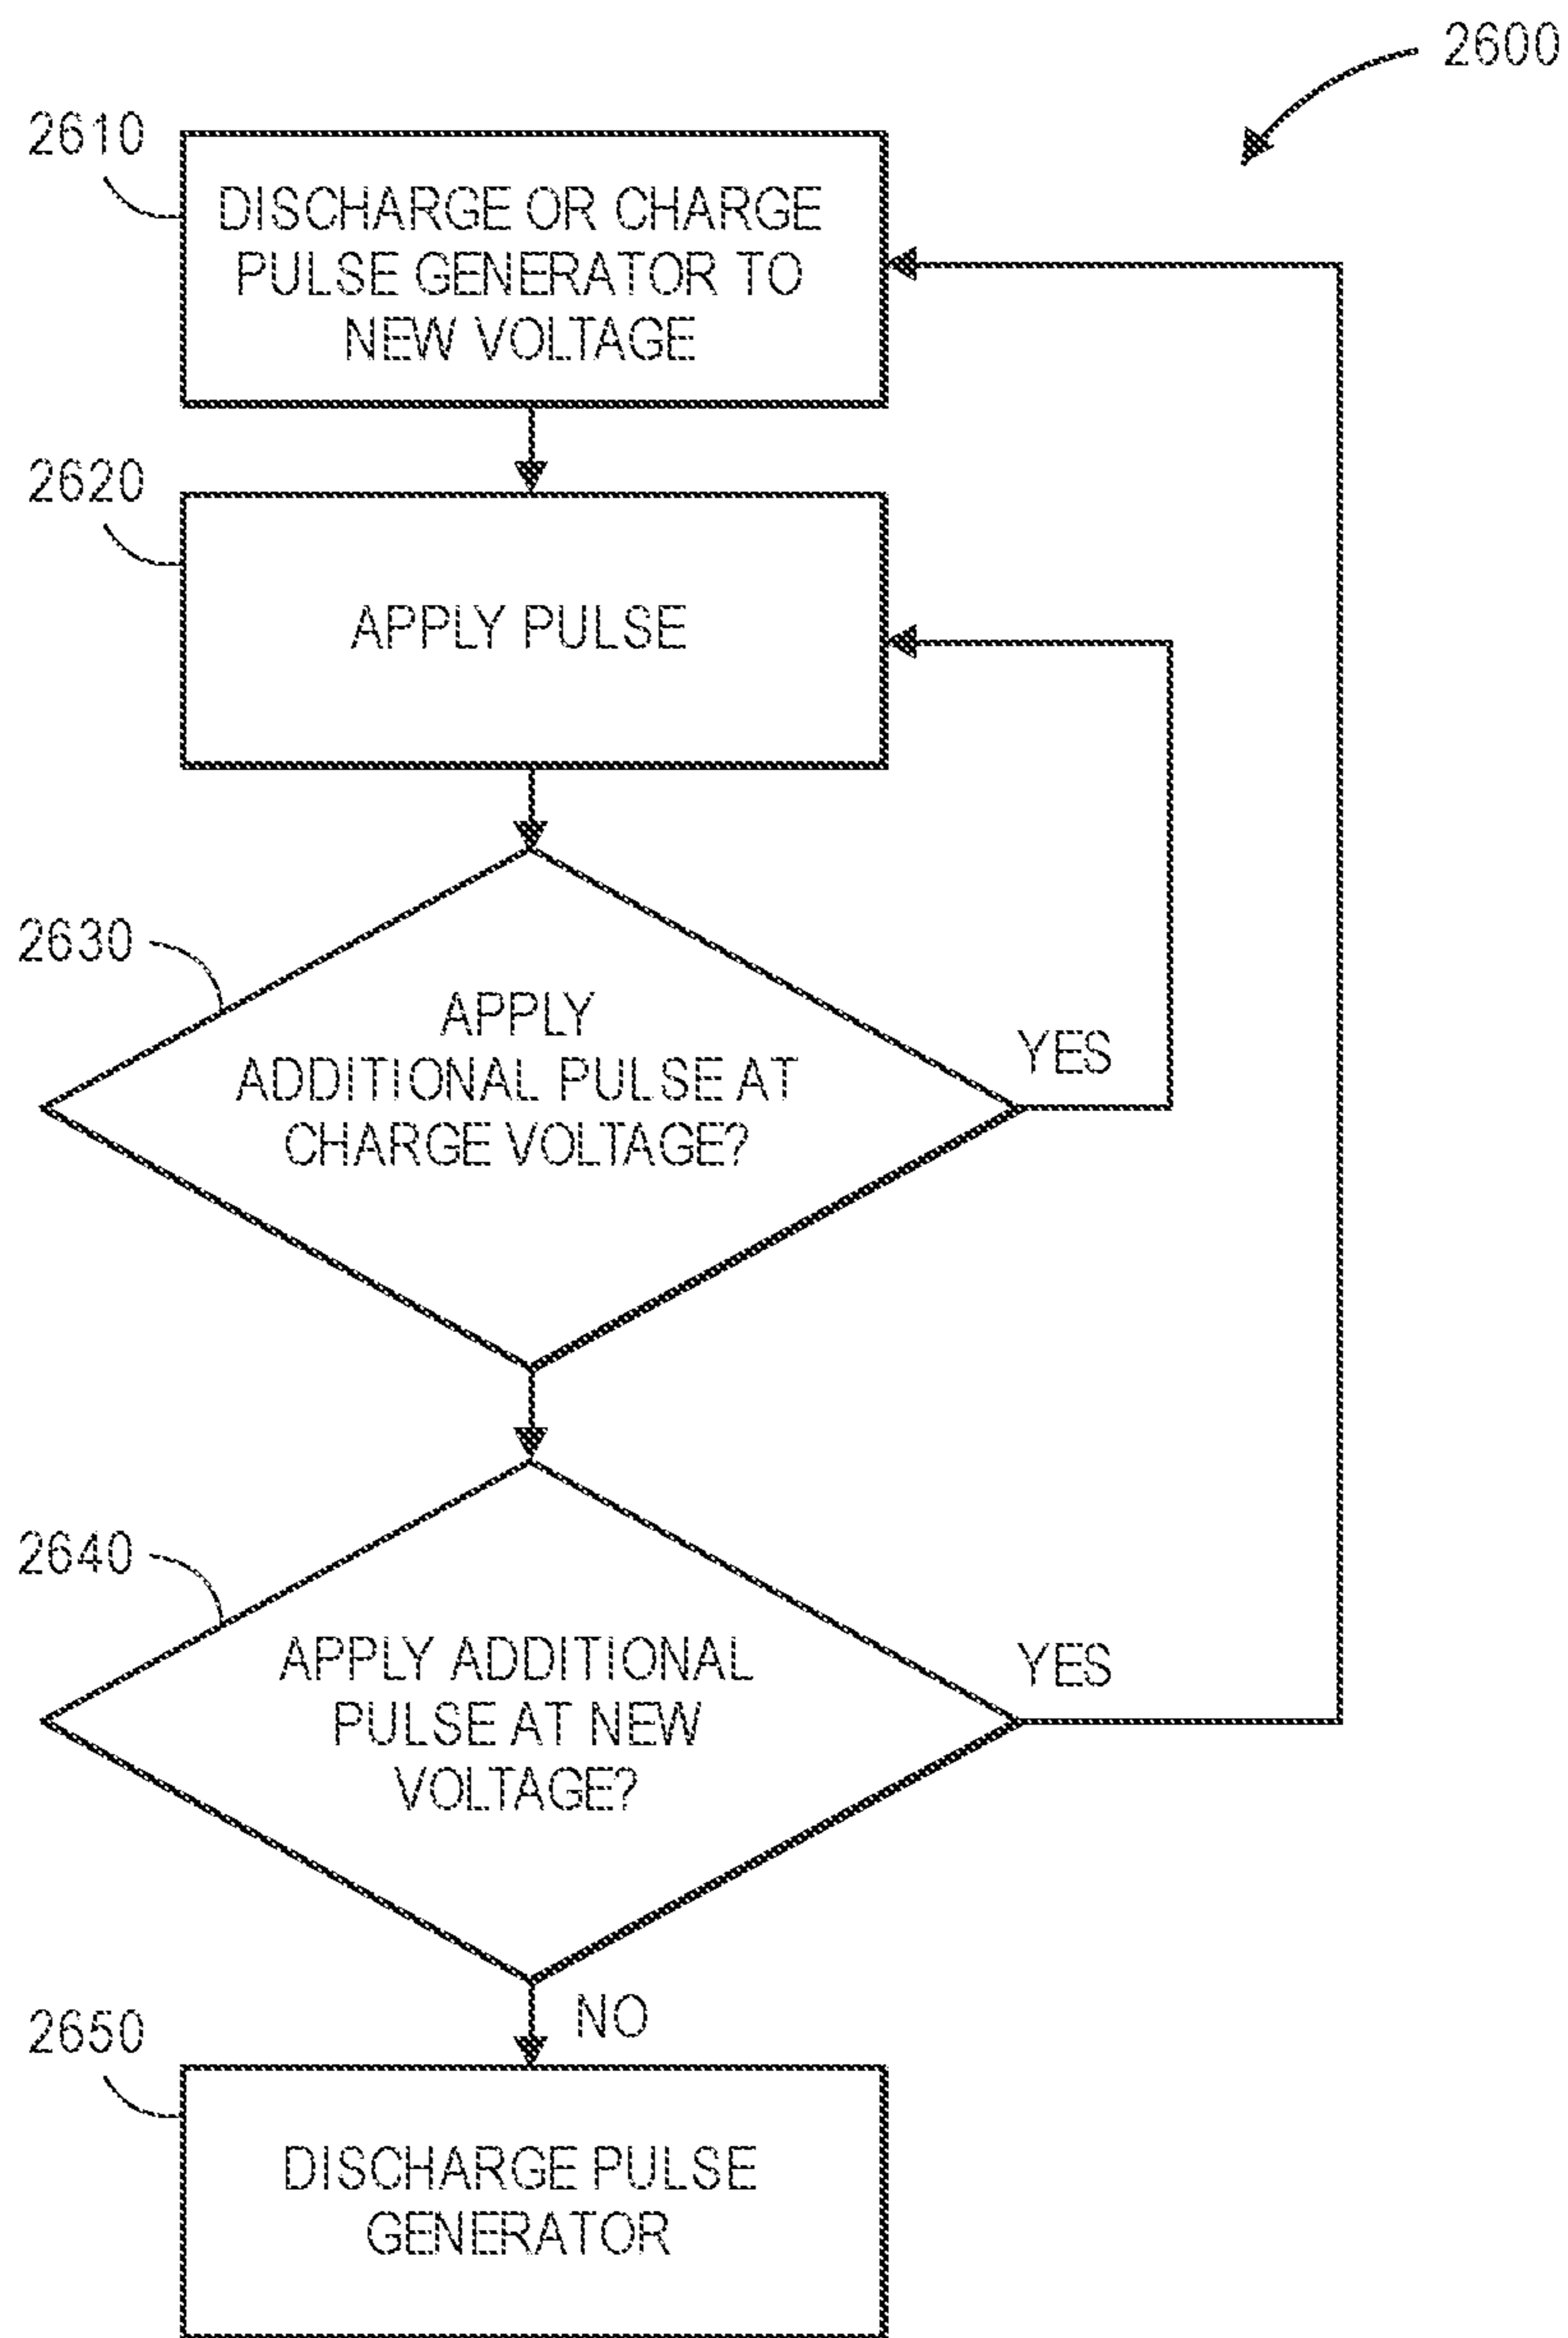 2600
2610
DISCHARGE OR CHARGE
PULSE GENERATOR TO
NEW VOLTAGE
2620
APPLY PULSE
2630
APPLY
ADDITIONAL PULSE AT
CHARGE VOLTAGE?
YES
2640
APPLY ADDITIONAL
PULSE AT NEW
VOLTAGE?
YES
NO
2650
DISCHARGE PULSE
GENERATOR